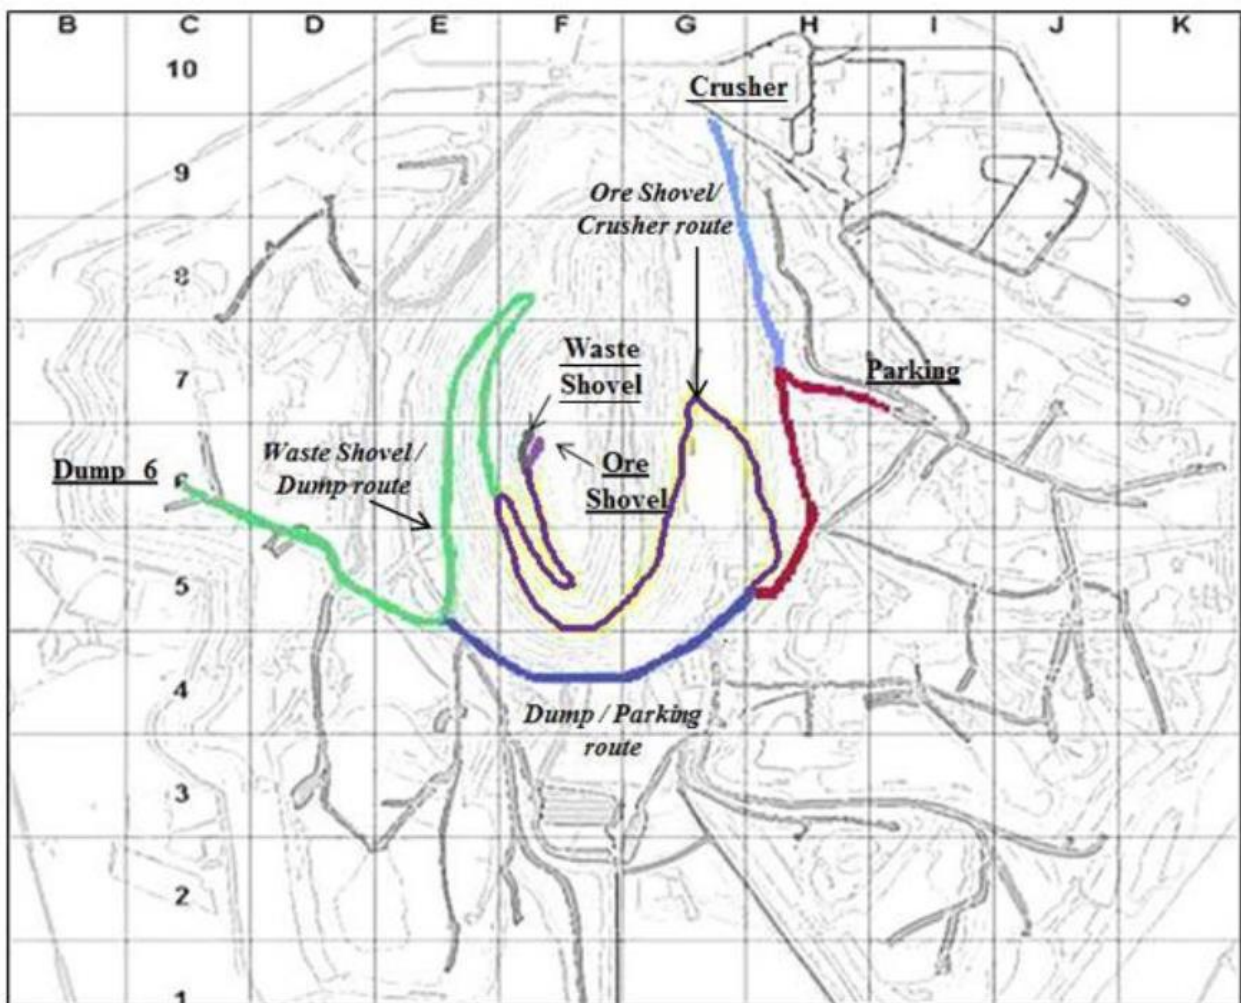 B C D E F G H I J K
10
Crusher
9
Ore Shovel/
Crusher route
8
Waste
Shovel
7
Parking
Waste Shovel /
Dump route
Dump 6
6
Ore
Shovel
5
4
Dump / Parking
route
3
2
1